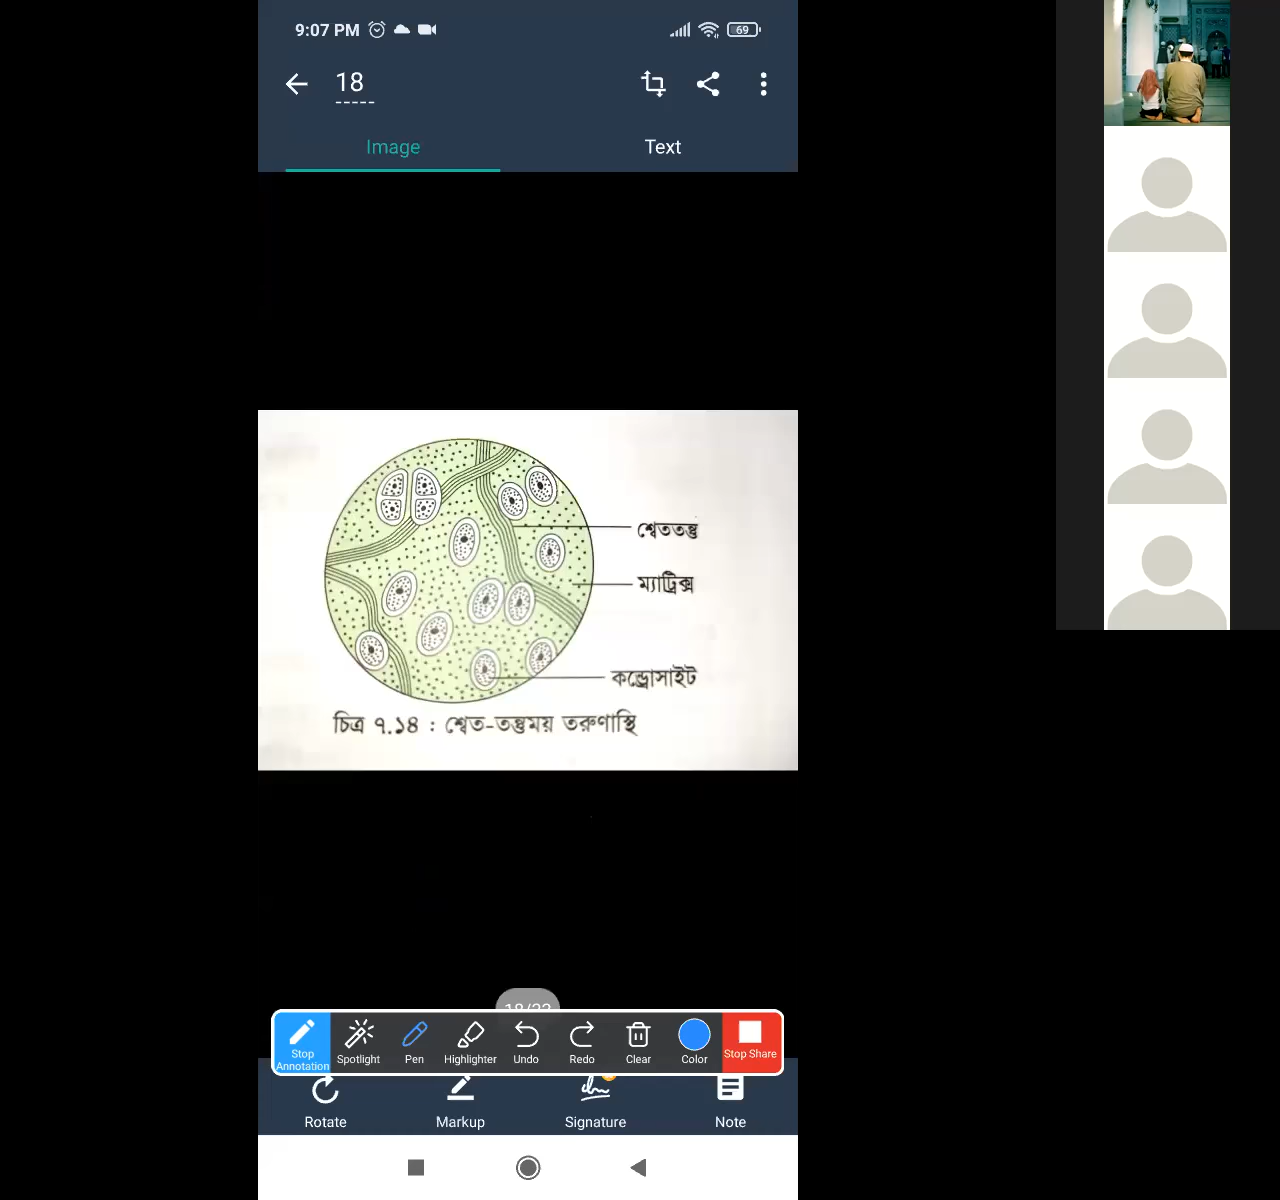 9:07 PM
69
18
Image
Text
শ্বেততন্তু
ম্যাট্রিক্স
কন্ড্রোসাইট
চিত্র ৭.১৪ : শ্বেত-তন্তুময় তরুণাস্থি
Stop Annotation
Spotlight
Pen
Highlighter
Undo
Redo
Clear
Color
Stop Share
Rotate
Markup
Signature
Note